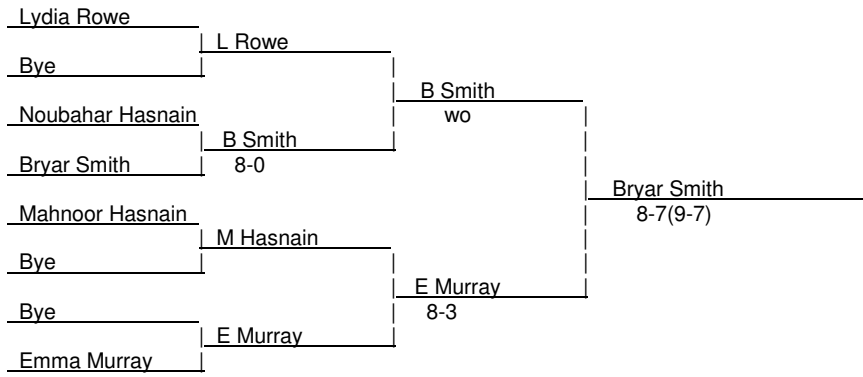 Lydia Rowe
L Rowe
Bye
B Smith
wo
Noubahar Hasnain
B Smith
Bryar Smith
8-0
Bryar Smith
8-7(9-7)
Mahnoor Hasnain
M Hasnain
Bye
E Murray
8-3
Bye
E Murray
Emma Murray